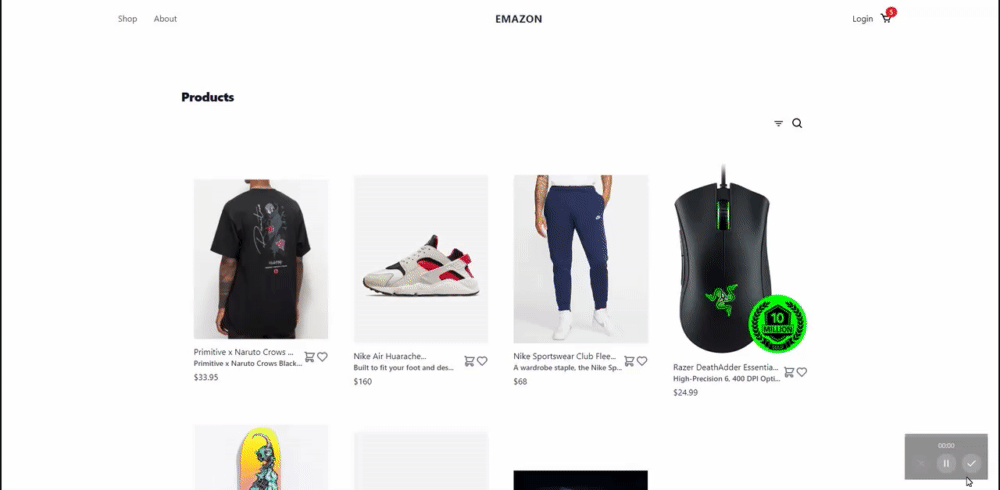 Shop About EMAZON Login 5
Products
10
MILLION
Primitive x Naruto Crows ...
Primitive x Naruto Crows Black...
$33.95
Nike Air Huarache...
Built to fit your foot and des...
$160
Nike Sportswear Club Flee...
A wardrobe staple, the Nike Sp...
$68
Razer DeathAdder Essentia...
High-Precision 6, 400 DPI Opti...
$24.99
00:00